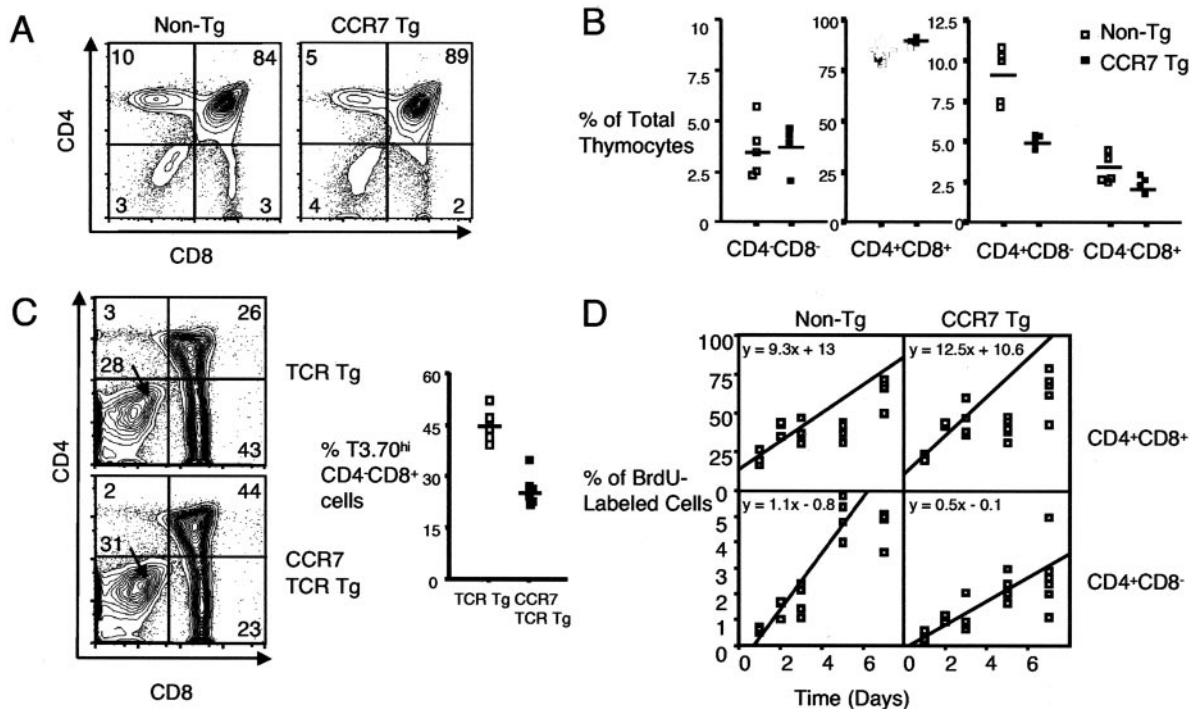 A
Non-Tg
CCR7 Tg
10
84
5
89
CD4
3
3
4
2
CD8
B
% of Total
Thymocytes
10
7.5
5.0
2.5
0
100
75
50
25
0
12.5
10.0
7.5
5.0
2.5
0
CD4-CD8-
CD4+CD8+
CD4+CD8-
CD4-CD8+
Non-Tg
CCR7 Tg
C
3
26
28
43
TCR Tg
2
44
31
23
CCR7
TCR Tg
CD4
CD8
% T3.70hi
CD4-CD8+
cells
60
45
30
15
0
TCR Tg
CCR7
TCR Tg
D
Non-Tg
CCR7 Tg
% of BrdU-
Labeled Cells
100
75
50
25
0
y = 9.3x + 13
y = 12.5x + 10.6
CD4+CD8+
5
4
3
2
1
0
y = 1.1x - 0.8
y = 0.5x - 0.1
CD4+CD8-
0 2 4 6
0 2 4 6
Time (Days)